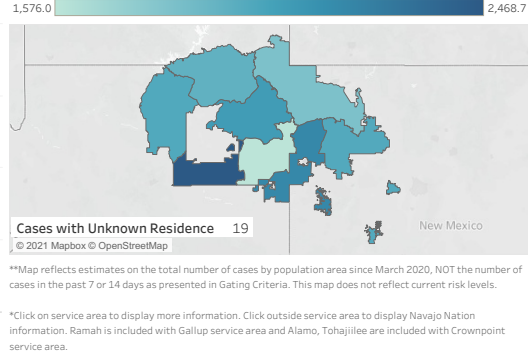 1,576.0 2,468.7
New Mexico
Cases with Unknown Residence 19
© 2021 Mapbox © OpenStreetMap
**Map reflects estimates on the total number of cases by population area since March 2020, NOT the number of
cases in the past 7 or 14 days as presented in Gating Criteria. This map does not reflect current risk levels.
*Click on service area to display more information. Click outside service area to display Navajo Nation
information. Ramah is included with Gallup service area and Alamo, Tohajiilee are included with Crownpoint
service area.